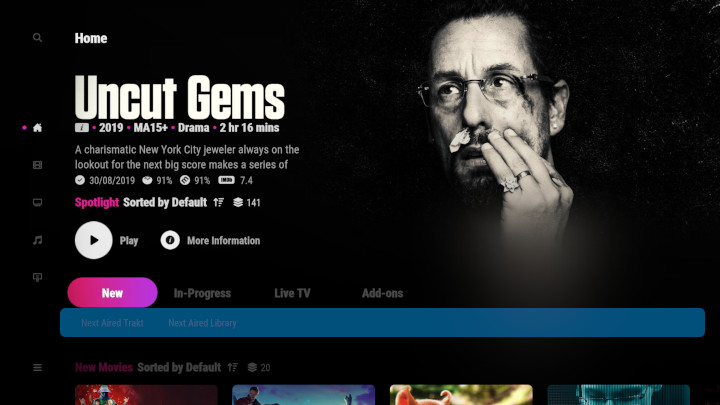 Home
Uncut Gems
i • 2019 • MA15+ • Drama • 2 hr 16 mins
A charismatic New York City jeweler always on the
lookout for the next big score makes a series of
30/08/2019 91% 91% IMDb 7.4
Spotlight Sorted by Default 141
Play i More Information
New In-Progress Live TV Add-ons
Next Aired Trakt Next Aired Library
New Movies Sorted by Default 20